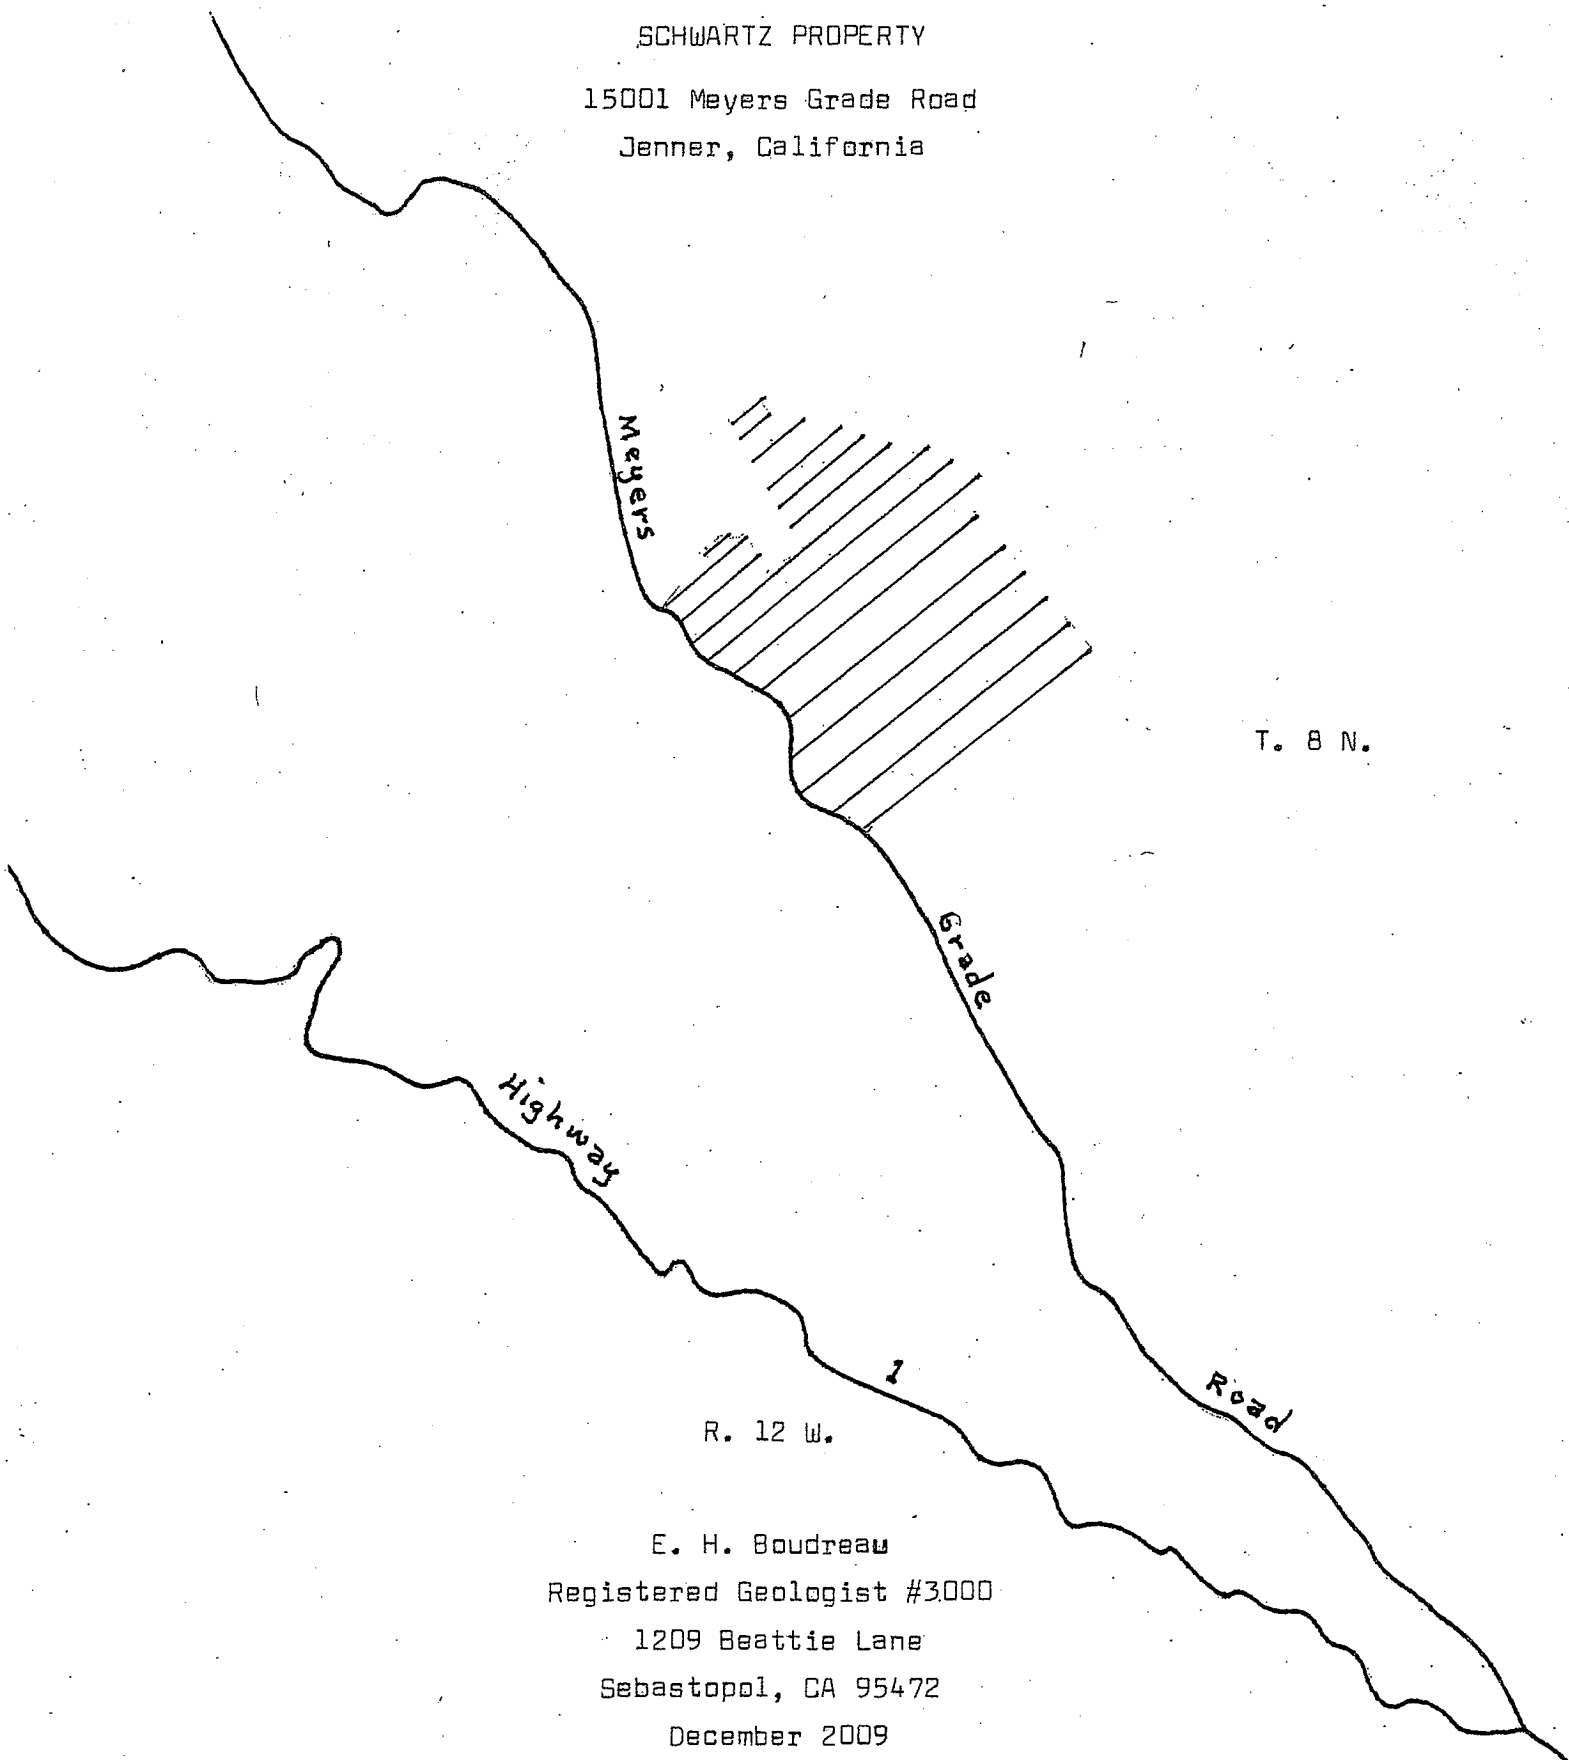 SCHWARTZ PROPERTY
15001 Meyers Grade Road
Jenner, California
Meyers
T. 8 N.
Grade
Highway
1
Road
R. 12 W.
E. H. Boudreau
Registered Geologist #3000
1209 Beattie Lane
Sebastopol, CA 95472
December 2009